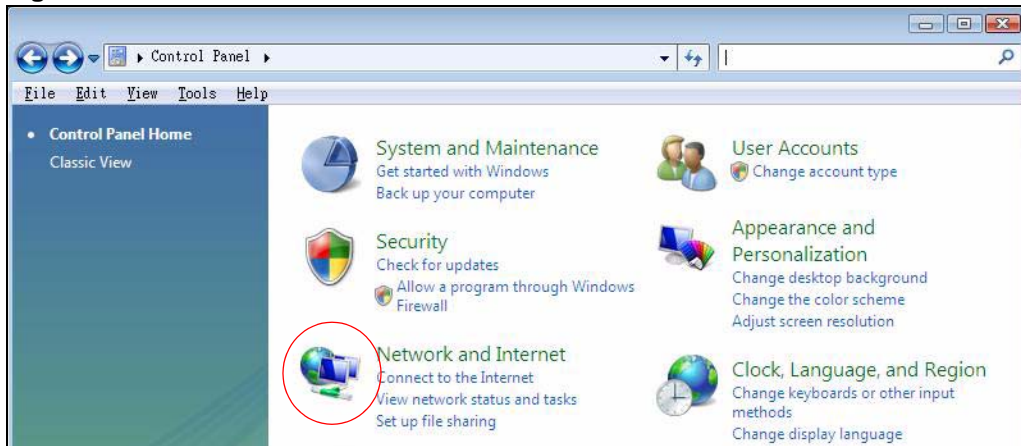 Control Panel
File Edit View Tools Help
Control Panel Home
Classic View
System and Maintenance
Get started with Windows
Back up your computer
Security
Check for updates
Allow a program through Windows
Firewall
Network and Internet
Connect to the Internet
View network status and tasks
Set up file sharing
User Accounts
Change account type
Appearance and
Personalization
Change desktop background
Change the color scheme
Adjust screen resolution
Clock, Language, and Region
Change keyboards or other input
methods
Change display language